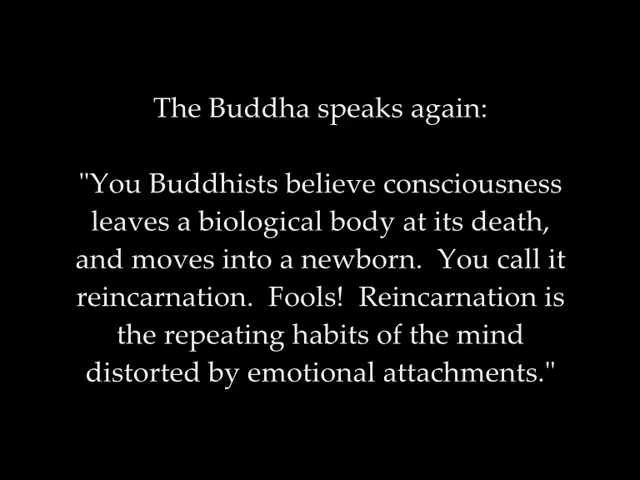 The Buddha speaks again:
"You Buddhists believe consciousness
leaves a biological body at its death,
and moves into a newborn.  You call it
reincarnation.  Fools!  Reincarnation is
the repeating habits of the mind
distorted by emotional attachments."